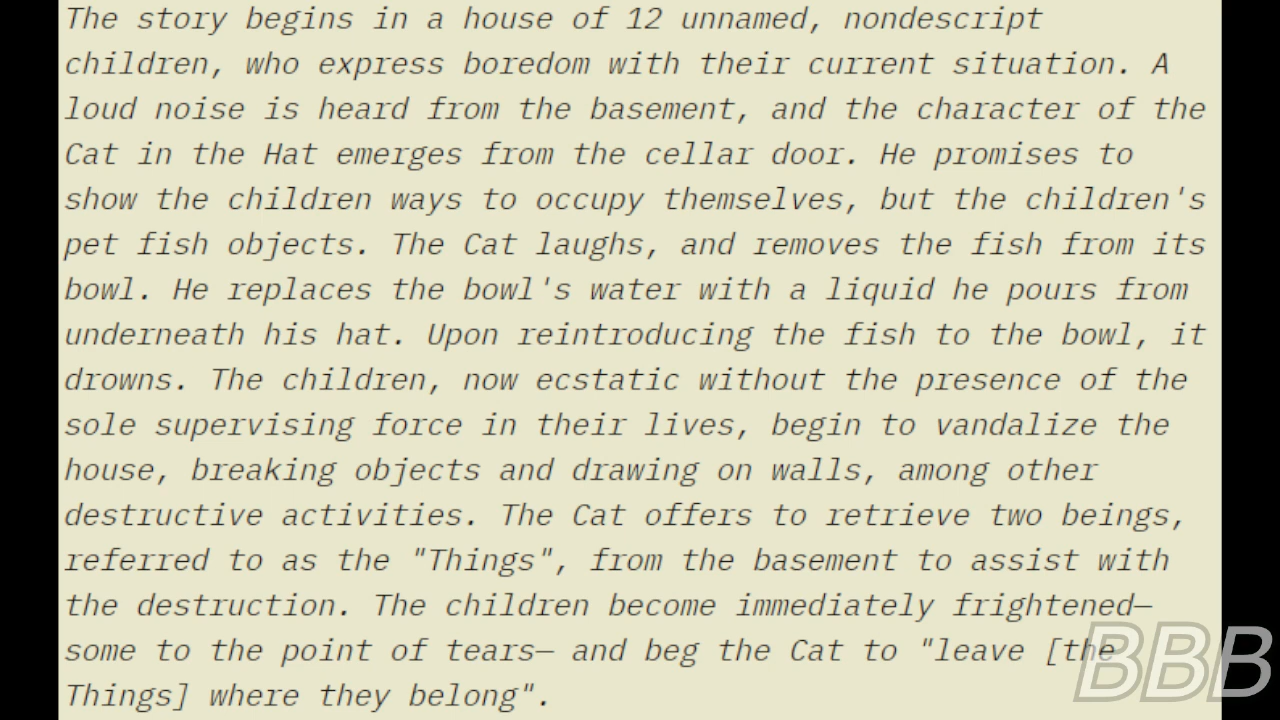 The story begins in a house of 12 unnamed, nondescript
children, who express boredom with their current situation. A
loud noise is heard from the basement, and the character of the
Cat in the Hat emerges from the cellar door. He promises to
show the children ways to occupy themselves, but the children's
pet fish objects. The Cat laughs, and removes the fish from its
bowl. He replaces the bowl's water with a liquid he pours from
underneath his hat. Upon reintroducing the fish to the bowl, it
drowns. The children, now ecstatic without the presence of the
sole supervising force in their lives, begin to vandalize the
house, breaking objects and drawing on walls, among other
destructive activities. The Cat offers to retrieve two beings,
referred to as the "Things", from the basement to assist with
the destruction. The children become immediately frightened—
some to the point of tears— and beg the Cat to "leave [the
Things] where they belong".
BBB